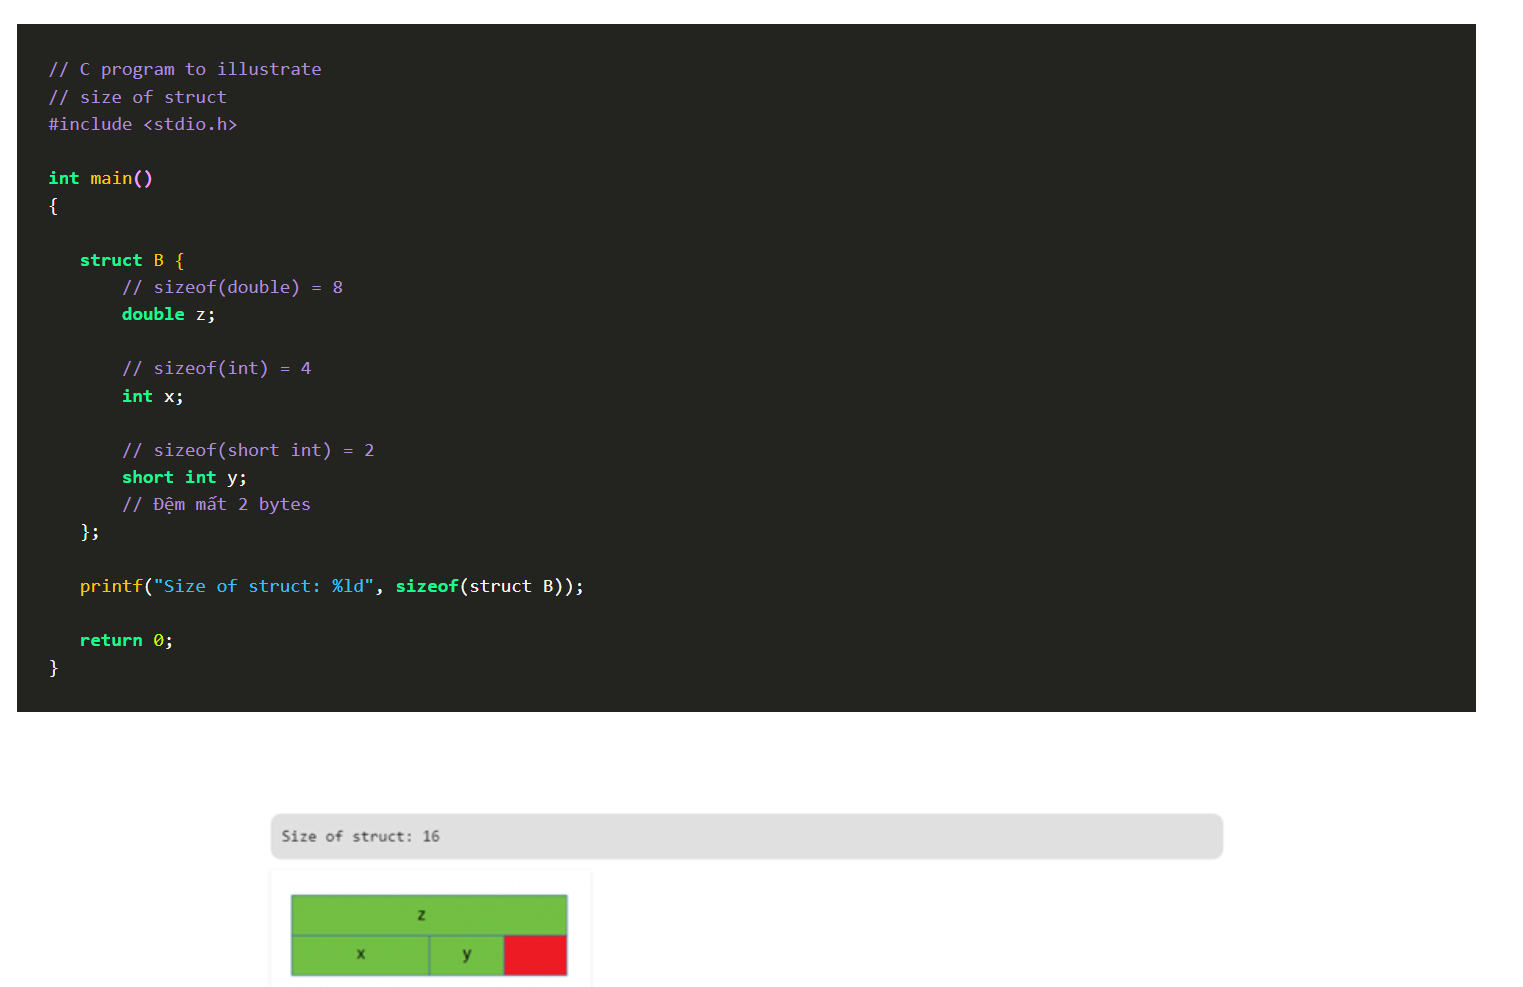 // C program to illustrate
// size of struct
#include <stdio.h>
int main()
{
struct B {
// sizeof(double) = 8
double z;
// sizeof(int) = 4
int x;
// sizeof(short int) = 2
short int y;
// Đệm mất 2 bytes
};
printf("Size of struct: %ld", sizeof(struct B));
return 0;
}
Size of struct: 16
z
x y